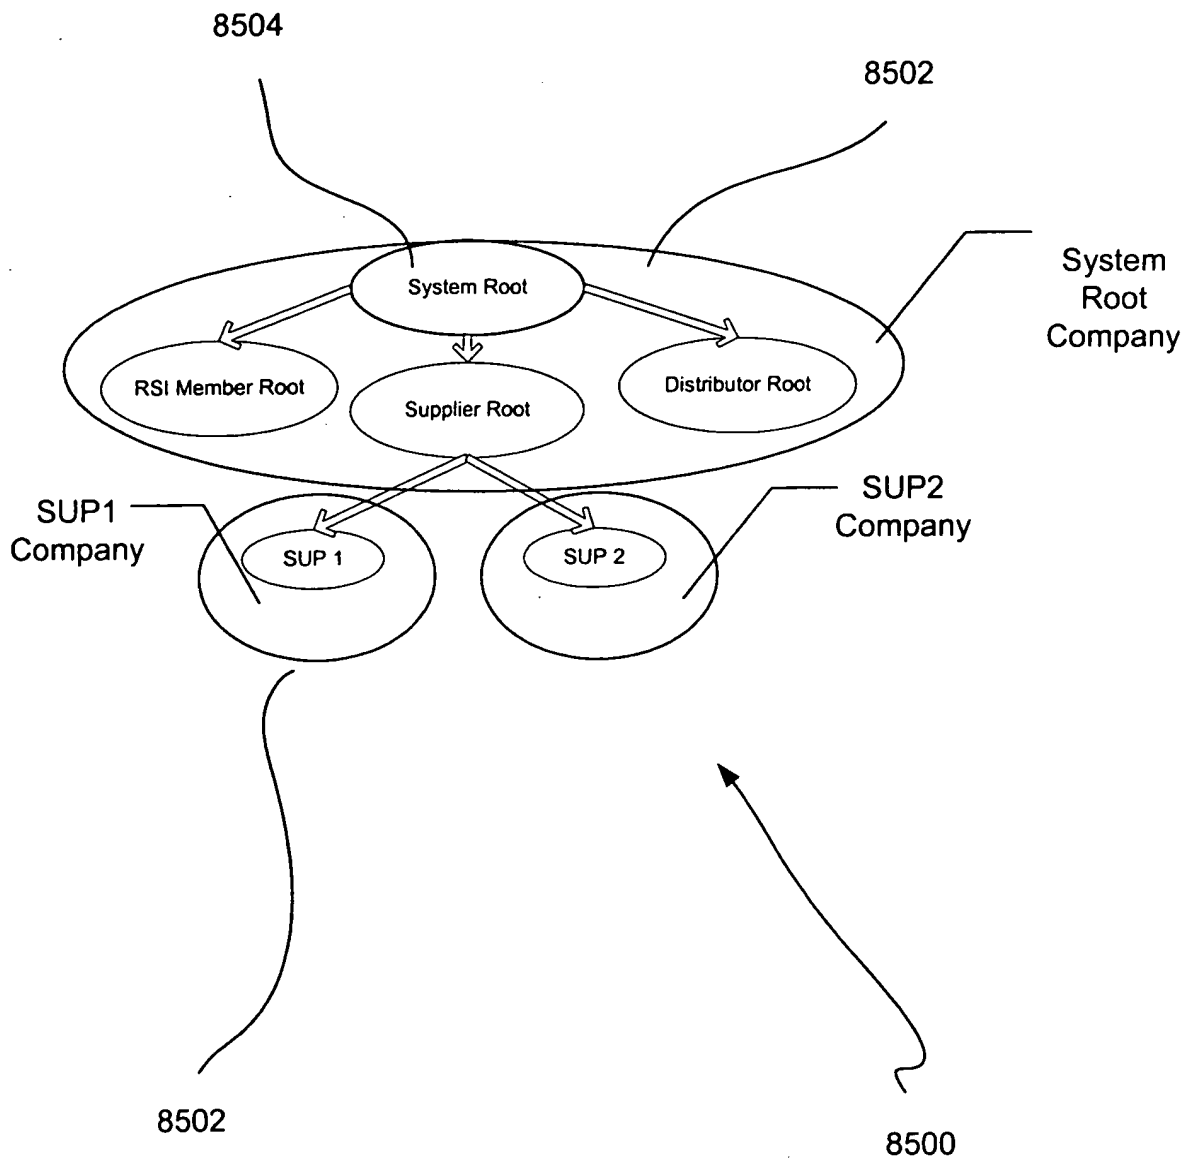 8504
8502
System Root
System
Root
Company
RSI Member Root
Supplier Root
Distributor Root
SUP1
Company
SUP2
Company
SUP 1
SUP 2
8502
8500